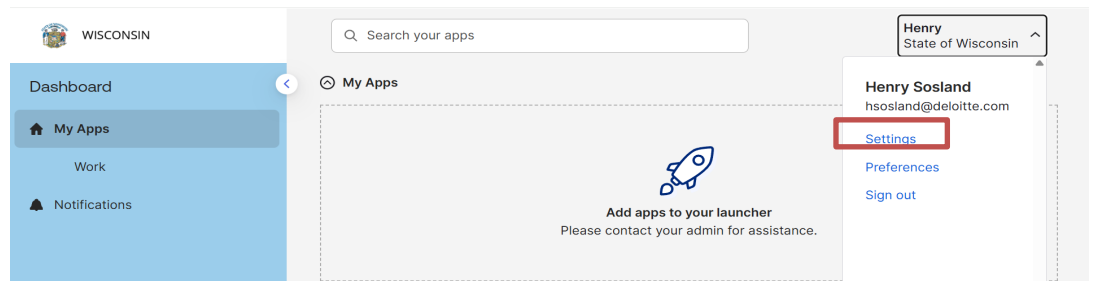 WISCONSIN
Search your apps
Henry
State of Wisconsin
Dashboard
My Apps
Work
Notifications
My Apps
Add apps to your launcher
Please contact your admin for assistance.
Henry Sosland
hsosland@deloitte.com
Settings
Preferences
Sign out